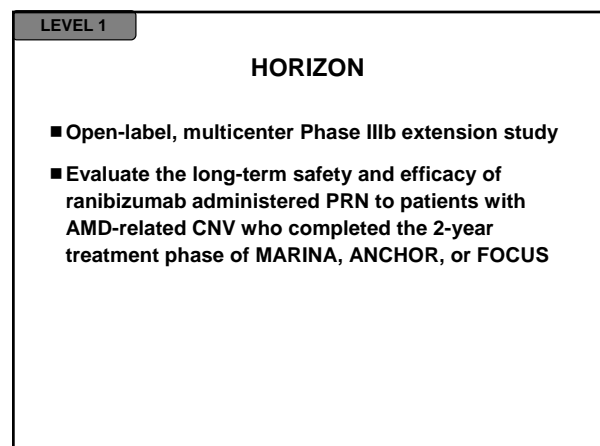 LEVEL 1
HORIZON
■ Open-label, multicenter Phase IIIb extension study
■ Evaluate the long-term safety and efficacy of
ranibizumab administered PRN to patients with
AMD-related CNV who completed the 2-year
treatment phase of MARINA, ANCHOR, or FOCUS